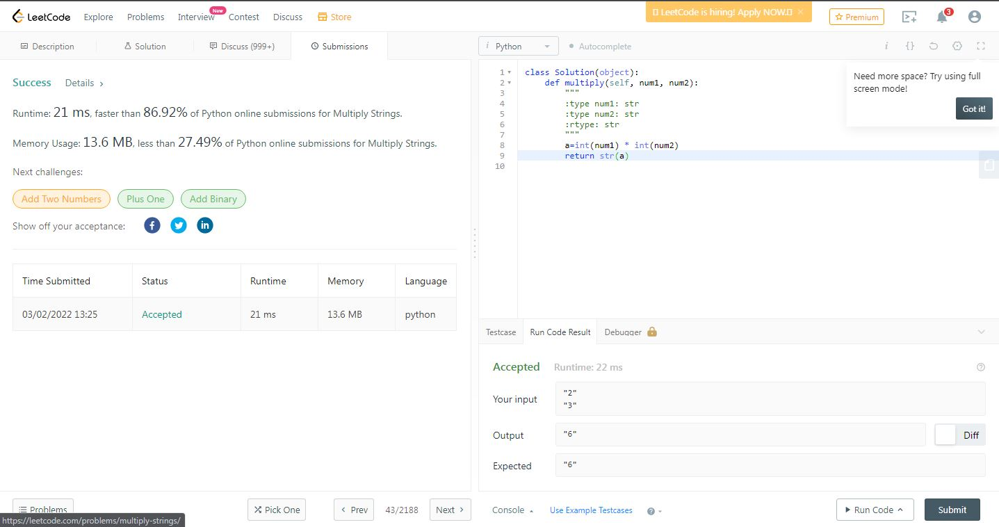 LeetCode Explore Problems Interview New Contest Discuss Store LeetCode is hiring! Apply NOW. × Premium 3
Description Solution Discuss (999+) Submissions
Success Details >
Runtime: 21 ms, faster than 86.92% of Python online submissions for Multiply Strings.
Memory Usage: 13.6 MB, less than 27.49% of Python online submissions for Multiply Strings.
Next challenges:
Add Two Numbers Plus One Add Binary
Show off your acceptance: f in
Time Submitted Status Runtime Memory Language
03/02/2022 13:25 Accepted 21 ms 13.6 MB python
Problems Pick One < Prev 43/2188 Next >
https://leetcode.com/problems/multiply-strings/
i Python Autocomplete i {}
Need more space? Try using full
screen mode!
Got it!
1 class Solution(object):
2 def multiply(self, num1, num2):
3 """
4 :type num1: str
5 :type num2: str
6 :rtype: str
7 """
8 a=int(num1) * int(num2)
9 return str(a)
10
Testcase Run Code Result Debugger
Accepted Runtime: 22 ms ?
Your input "2"
"3"
Output "6" Diff
Expected "6"
Console Use Example Testcases ? Run Code Submit